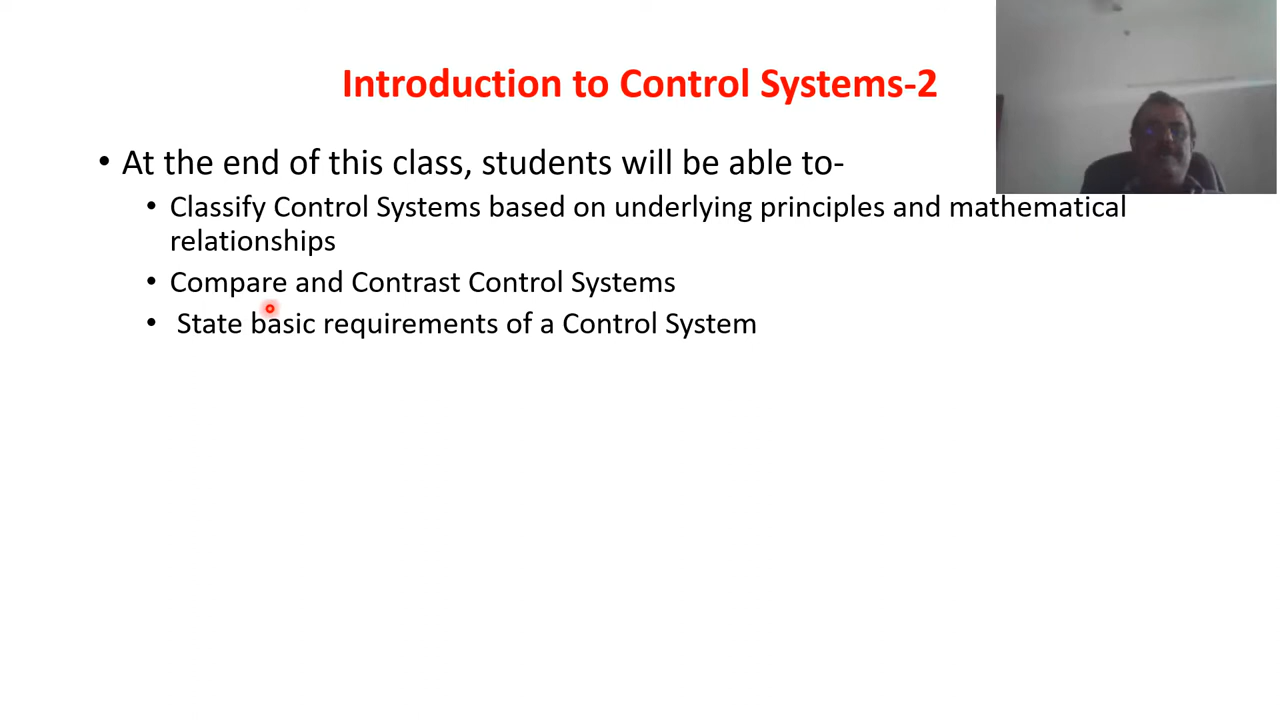 Introduction to Control Systems-2
• At the end of this class, students will be able to-
• Classify Control Systems based on underlying principles and mathematical
relationships
• Compare and Contrast Control Systems
• State basic requirements of a Control System